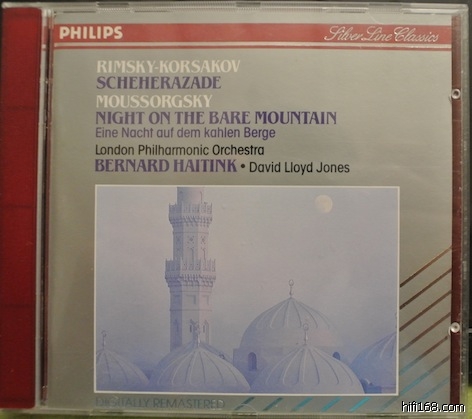 PHILIPS
Silver Line Classics
RIMSKY-KORSAKOV
SCHEHERAZADE
MOUSSORGSKY
NIGHT ON THE BARE MOUNTAIN
Eine Nacht auf dem kahlen Berge
London Philharmonic Orchestra
BERNARD HAITINK • David Lloyd Jones
DIGITALLY REMASTERED
hifi168.com